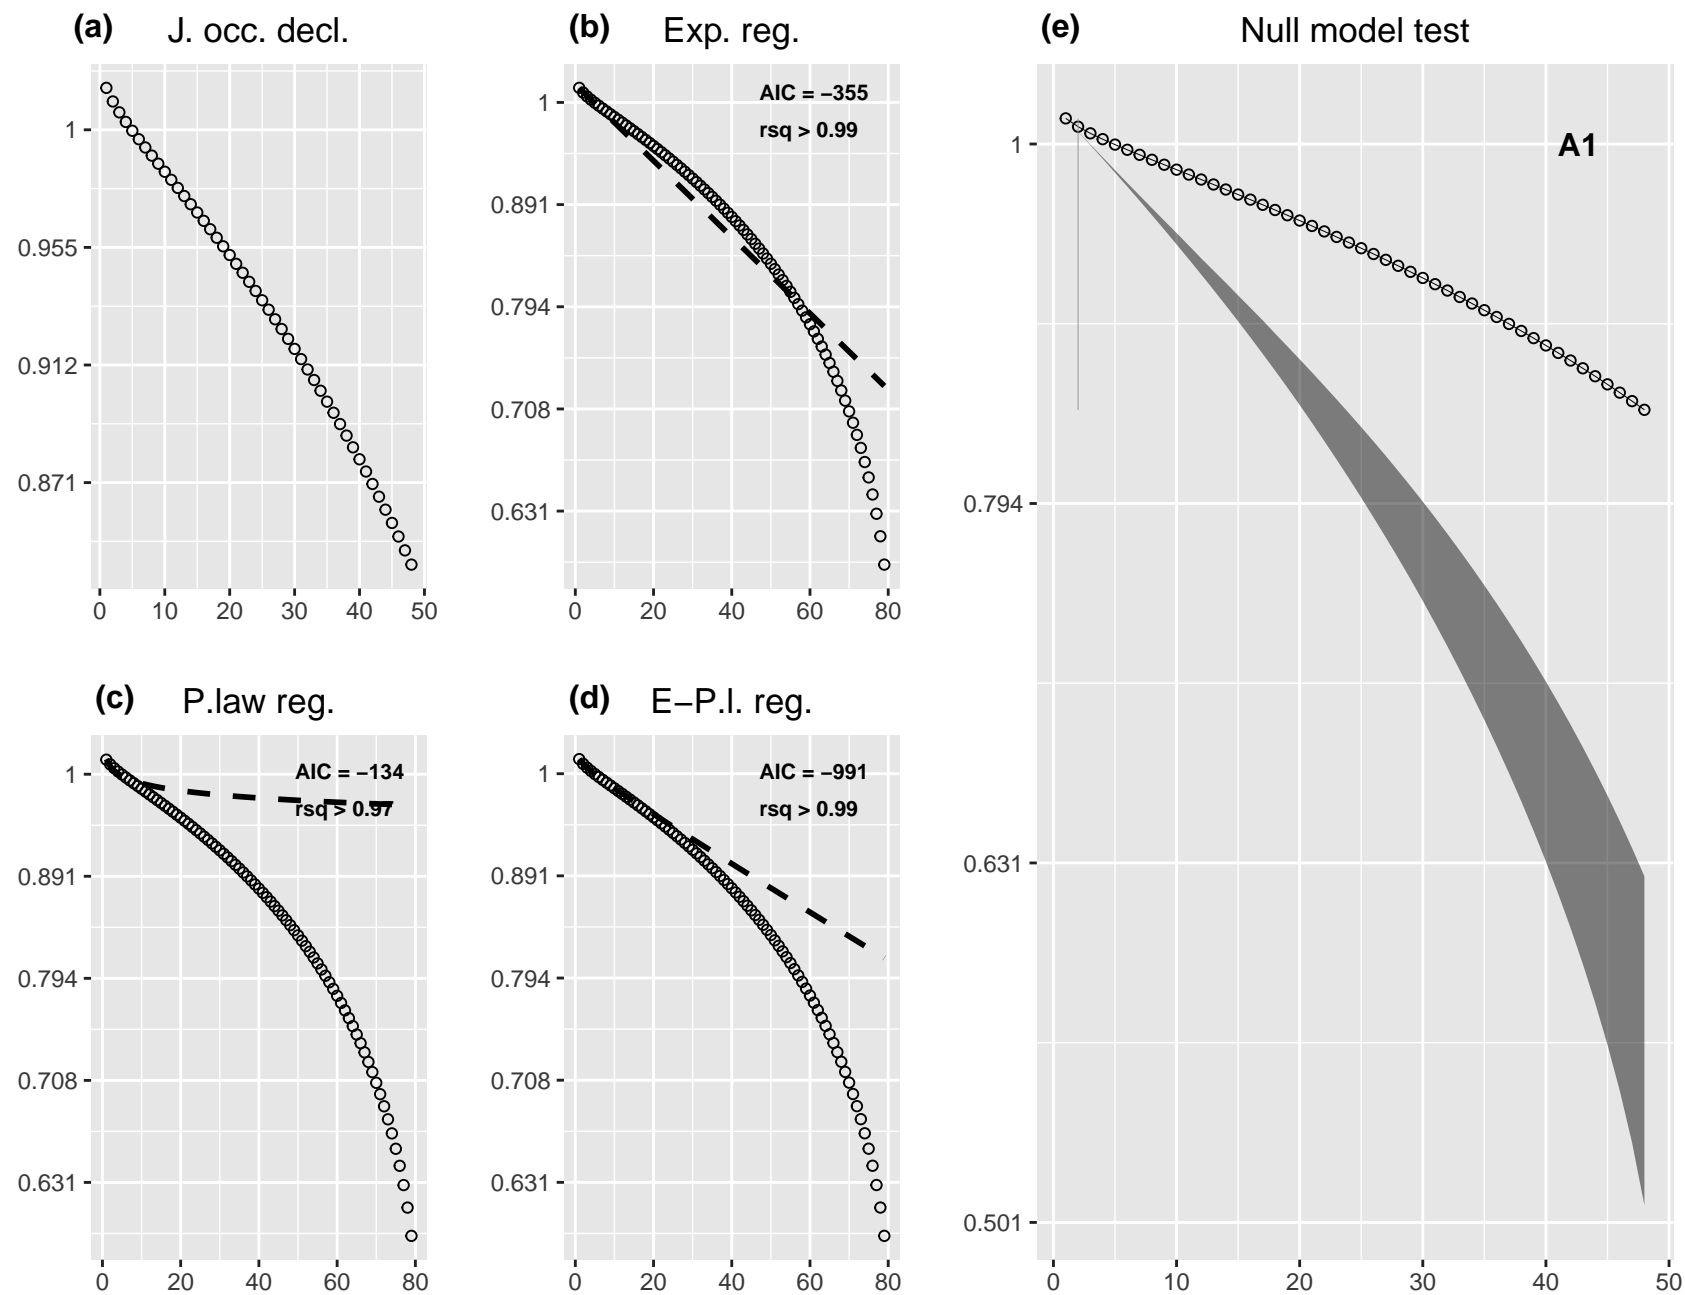 (a) J. occ. decl.
1
0.955
0.912
0.871
0 10 20 30 40 50
(b) Exp. reg.
AIC = −355
rsq > 0.99
1
0.891
0.794
0.708
0.631
0 20 40 60 80
(c) P.law reg.
AIC = −134
rsq > 0.97
1
0.891
0.794
0.708
0.631
0 20 40 60 80
(d) E−P.l. reg.
AIC = −991
rsq > 0.99
1
0.891
0.794
0.708
0.631
0 20 40 60 80
(e) Null model test
A1
1
0.794
0.631
0.501
0 10 20 30 40 50